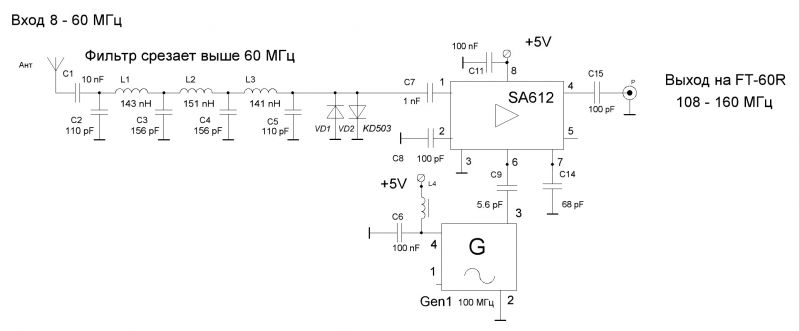 Вход 8 - 60 МГц
Фильтр срезает выше 60 МГц
Ант
C1
10 nF
L1
L2
L3
143 nH
151 nH
141 nH
C2
110 pF
C3
156 pF
C4
156 pF
C5
110 pF
VD1
VD2
KD503
C7
1 nF
100 nF
C11
+5V
8
1
SA612
4
C15
100 pF
P
Выход на FT-60R
108 - 160 МГц
2
C8
100 pF
5
3
6
7
C9
5.6 pF
C14
68 pF
+5V
L4
C6
100 nF
4
3
G
1
Gen1
100 МГц
2